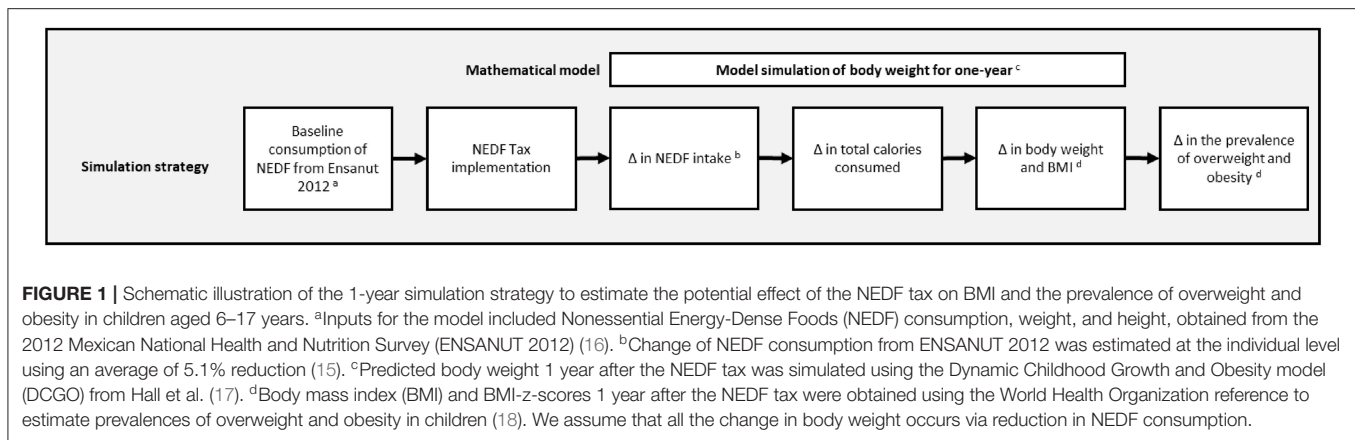 Mathematical model
Model simulation of body weight for one-year c
Simulation strategy
Baseline
consumption of
NEDF from Ensanut
2012 a
NEDF Tax
implementation
Δ in NEDF intake b
Δ in total calories
consumed
Δ in body weight
and BMI d
Δ in the prevalence
of overweight and
obesity d
FIGURE 1 | Schematic illustration of the 1-year simulation strategy to estimate the potential effect of the NEDF tax on BMI and the prevalence of overweight and
obesity in children aged 6–17 years. aInputs for the model included Nonessential Energy-Dense Foods (NEDF) consumption, weight, and height, obtained from the
2012 Mexican National Health and Nutrition Survey (ENSANUT 2012) (16). bChange of NEDF consumption from ENSANUT 2012 was estimated at the individual level
using an average of 5.1% reduction (15). cPredicted body weight 1 year after the NEDF tax was simulated using the Dynamic Childhood Growth and Obesity model
(DCGO) from Hall et al. (17). dBody mass index (BMI) and BMI-z-scores 1 year after the NEDF tax were obtained using the World Health Organization reference to
estimate prevalences of overweight and obesity in children (18). We assume that all the change in body weight occurs via reduction in NEDF consumption.